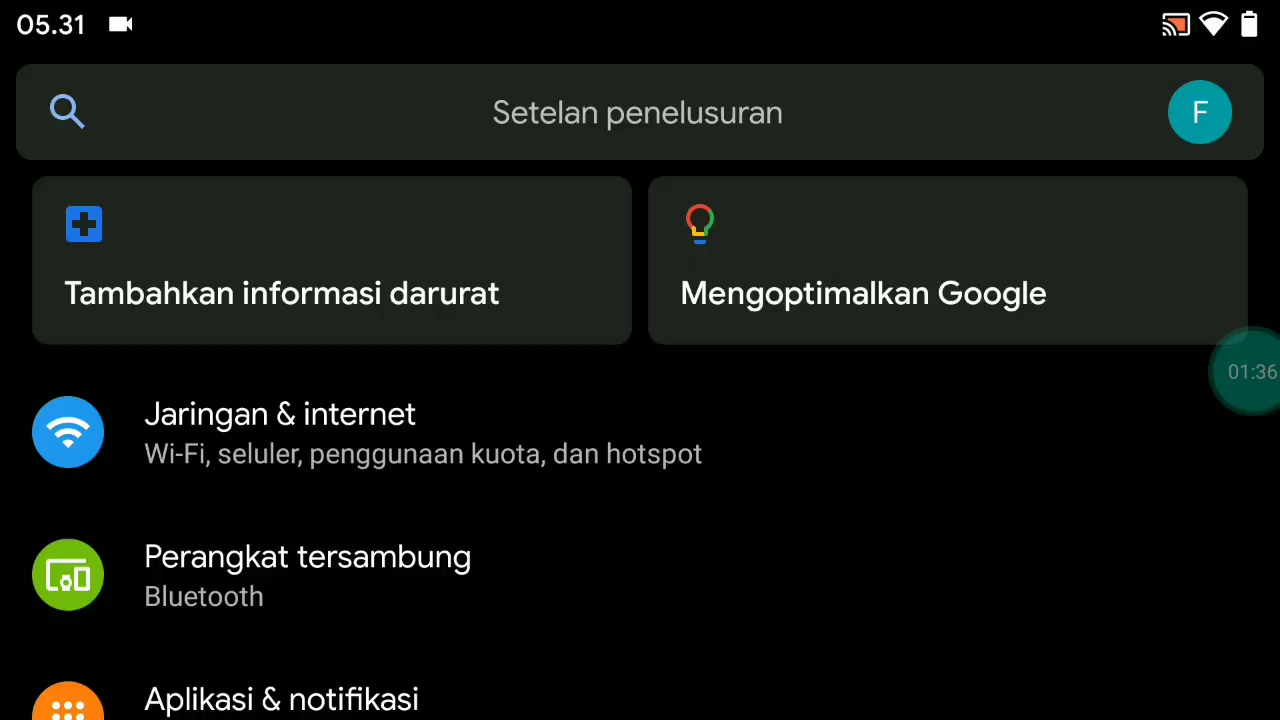 05.31
Setelan penelusuran
F
Tambahkan informasi darurat
Mengoptimalkan Google
01:36
Jaringan & internet
Wi-Fi, seluler, penggunaan kuota, dan hotspot
Perangkat tersambung
Bluetooth
Aplikasi & notifikasi